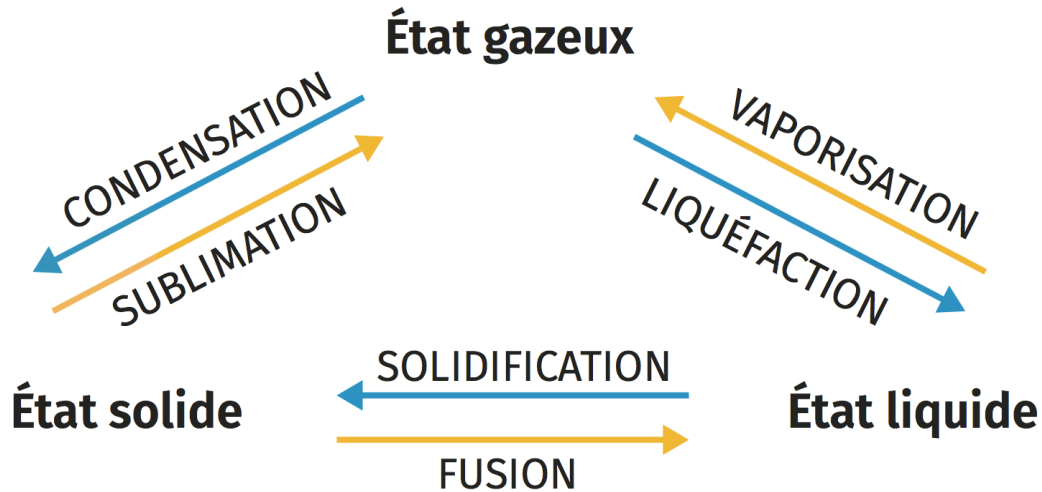 État gazeux
CONDENSATION
SUBLIMATION
VAPORISATION
LIQUÉFACTION
SOLIDIFICATION
État solide
État liquide
FUSION